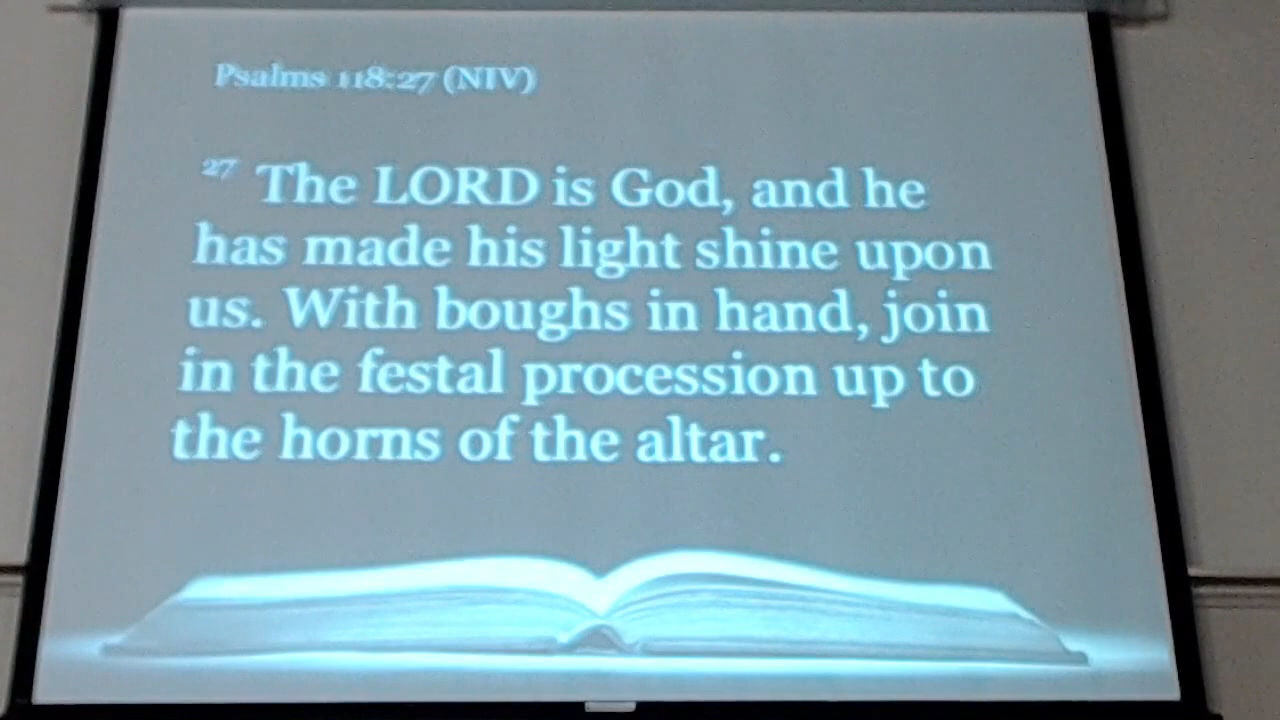 Psalms 118:27 (NIV)
27 The LORD is God, and he
has made his light shine upon
us. With boughs in hand, join
in the festal procession up to
the horns of the altar.